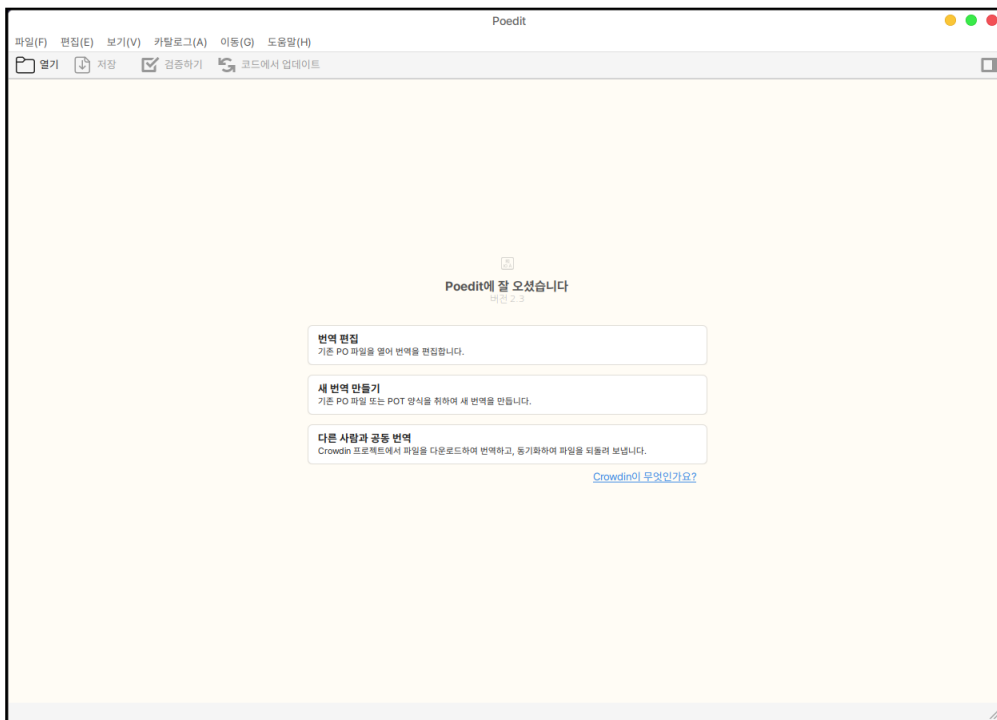 Poedit
파일(F) 편집(E) 보기(V) 카탈로그(A) 이동(G) 도움말(H)
열기 저장 검증하기 코드에서 업데이트
Poedit에 잘 오셨습니다
버전 2.3
번역 편집
기존 PO 파일을 열어 번역을 편집합니다.
새 번역 만들기
기존 PO 파일 또는 POT 양식을 취하여 새 번역을 만듭니다.
다른 사람과 공동 번역
Crowdin 프로젝트에서 파일을 다운로드하여 번역하고, 동기화하여 파일을 되돌려 보냅니다.
Crowdin이 무엇인가요?